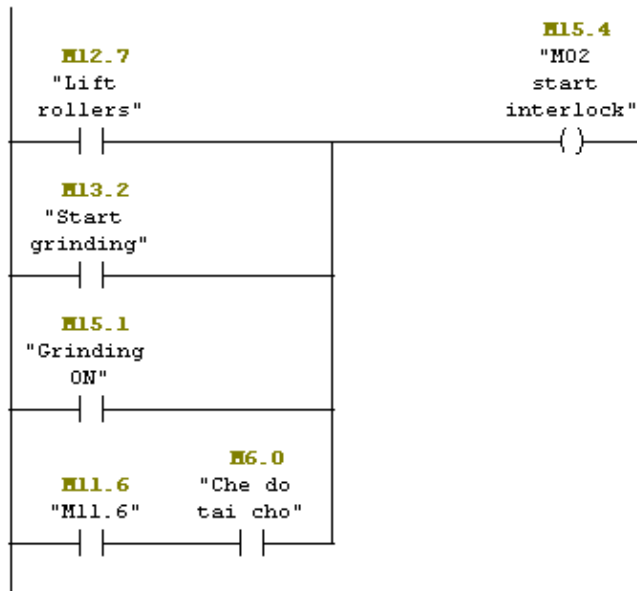 M15.4
"M02
start
interlock"
M12.7
"Lift
rollers"
M13.2
"Start
grinding"
M15.1
"Grinding
ON"
M11.6
"M11.6"
M6.0
"Che do
tai cho"